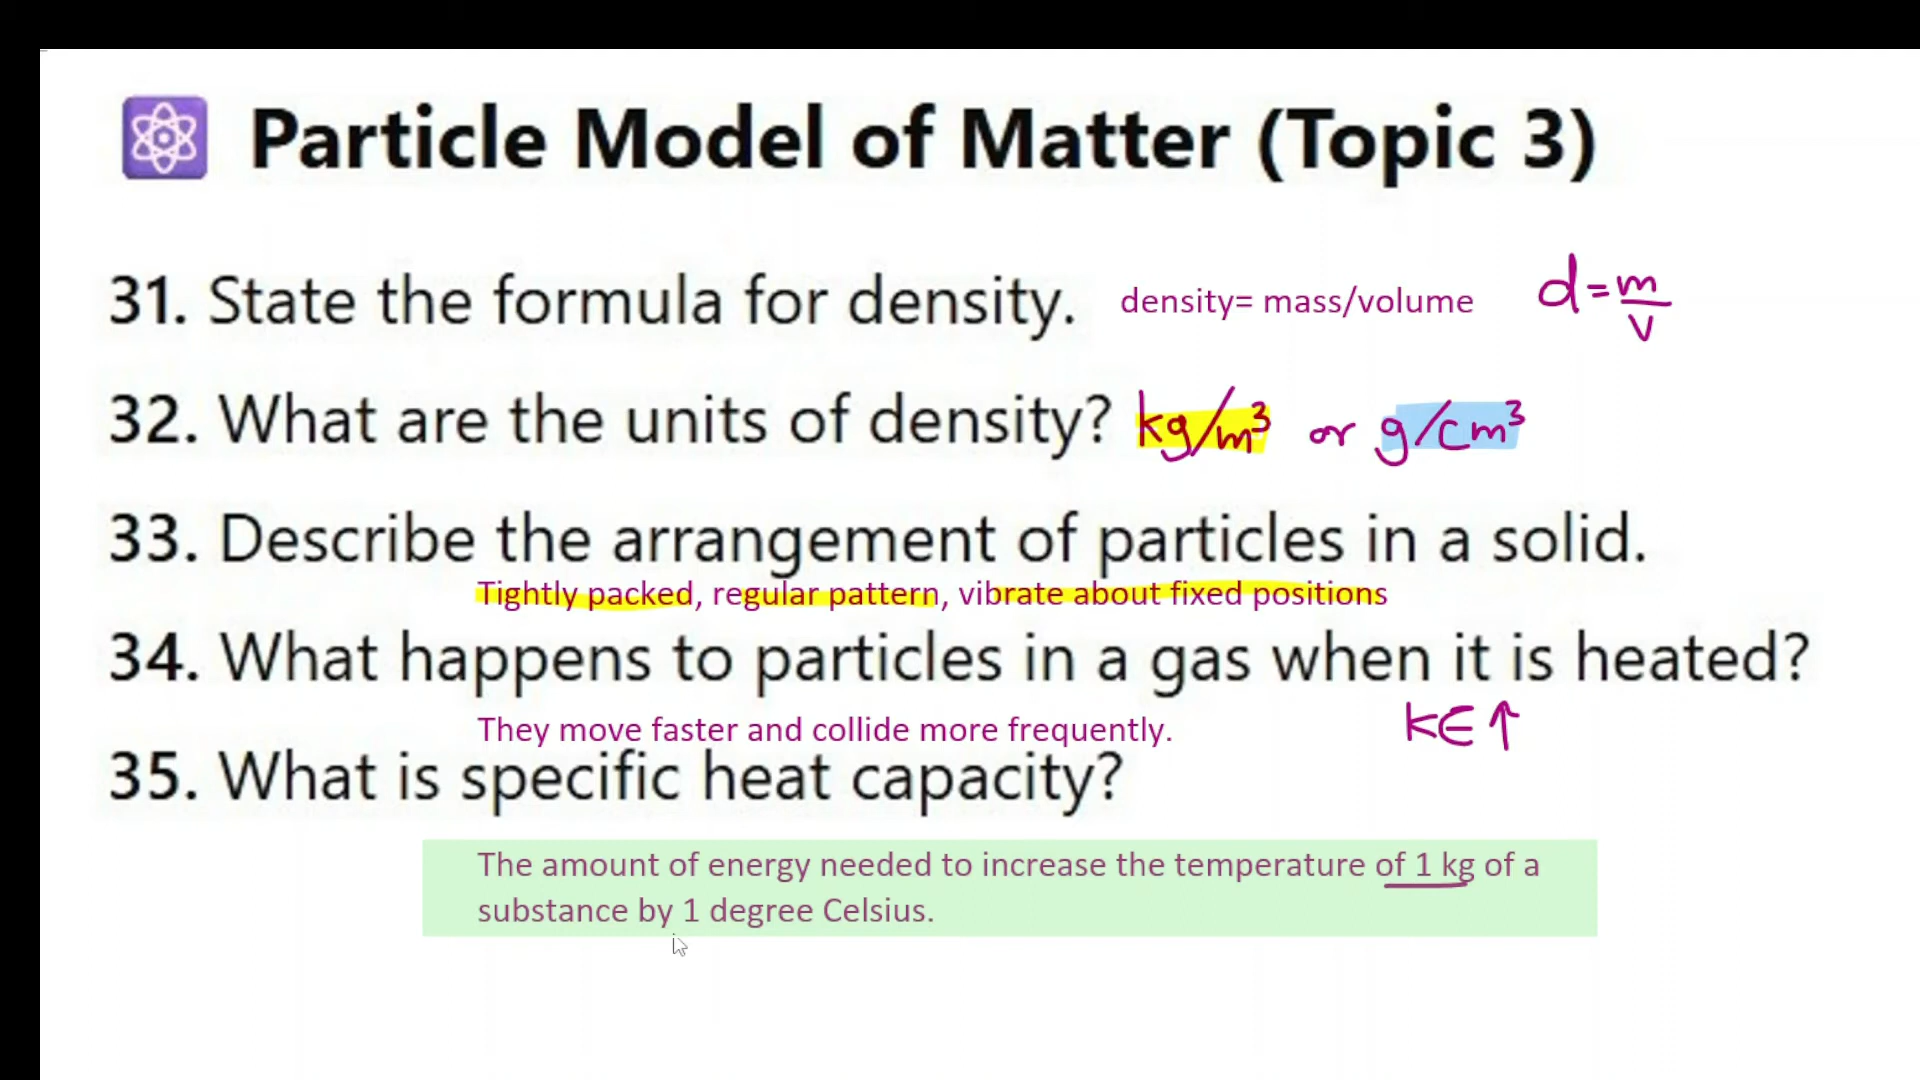 Particle Model of Matter (Topic 3)
31. State the formula for density. density= mass/volume d=m/v
32. What are the units of density? kg/m³ or g/cm³
33. Describe the arrangement of particles in a solid.
Tightly packed, regular pattern, vibrate about fixed positions
34. What happens to particles in a gas when it is heated?
They move faster and collide more frequently. KE ↑
35. What is specific heat capacity?
The amount of energy needed to increase the temperature of 1 kg of a
substance by 1 degree Celsius.